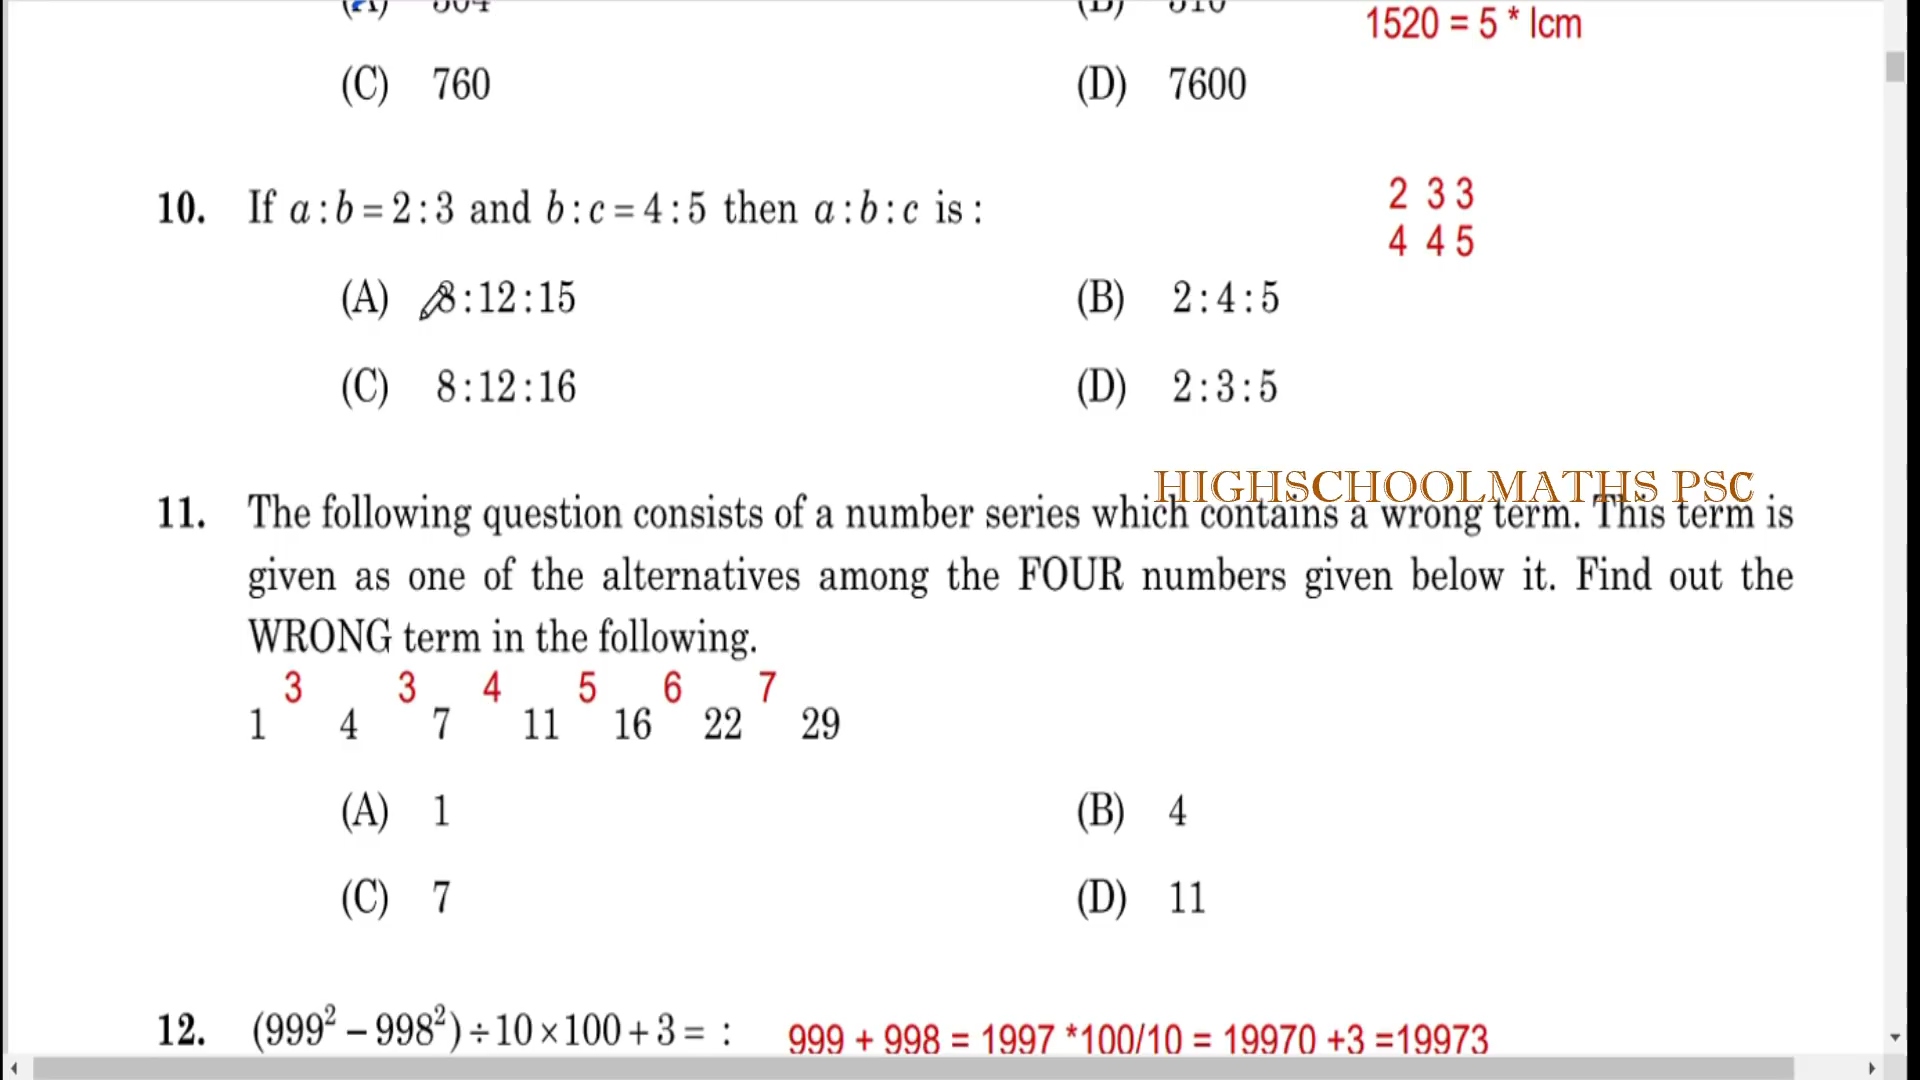 (A) 304 (B) 310
1520 = 5 * lcm
(C) 760 (D) 7600
10. If a : b = 2 : 3 and b : c = 4 : 5 then a : b : c is :
2 3 3
4 4 5
(A) 8 : 12 : 15 (B) 2 : 4 : 5
(C) 8 : 12 : 16 (D) 2 : 3 : 5
HIGHSCHOOLMATHS PSC
11. The following question consists of a number series which contains a wrong term. This term is
given as one of the alternatives among the FOUR numbers given below it. Find out the
WRONG term in the following.
3 3 4 5 6 7
1 4 7 11 16 22 29
(A) 1 (B) 4
(C) 7 (D) 11
12. (999² – 998²) ÷ 10 × 100 + 3 = : 999 + 998 = 1997 *100/10 = 19970 +3 =19973